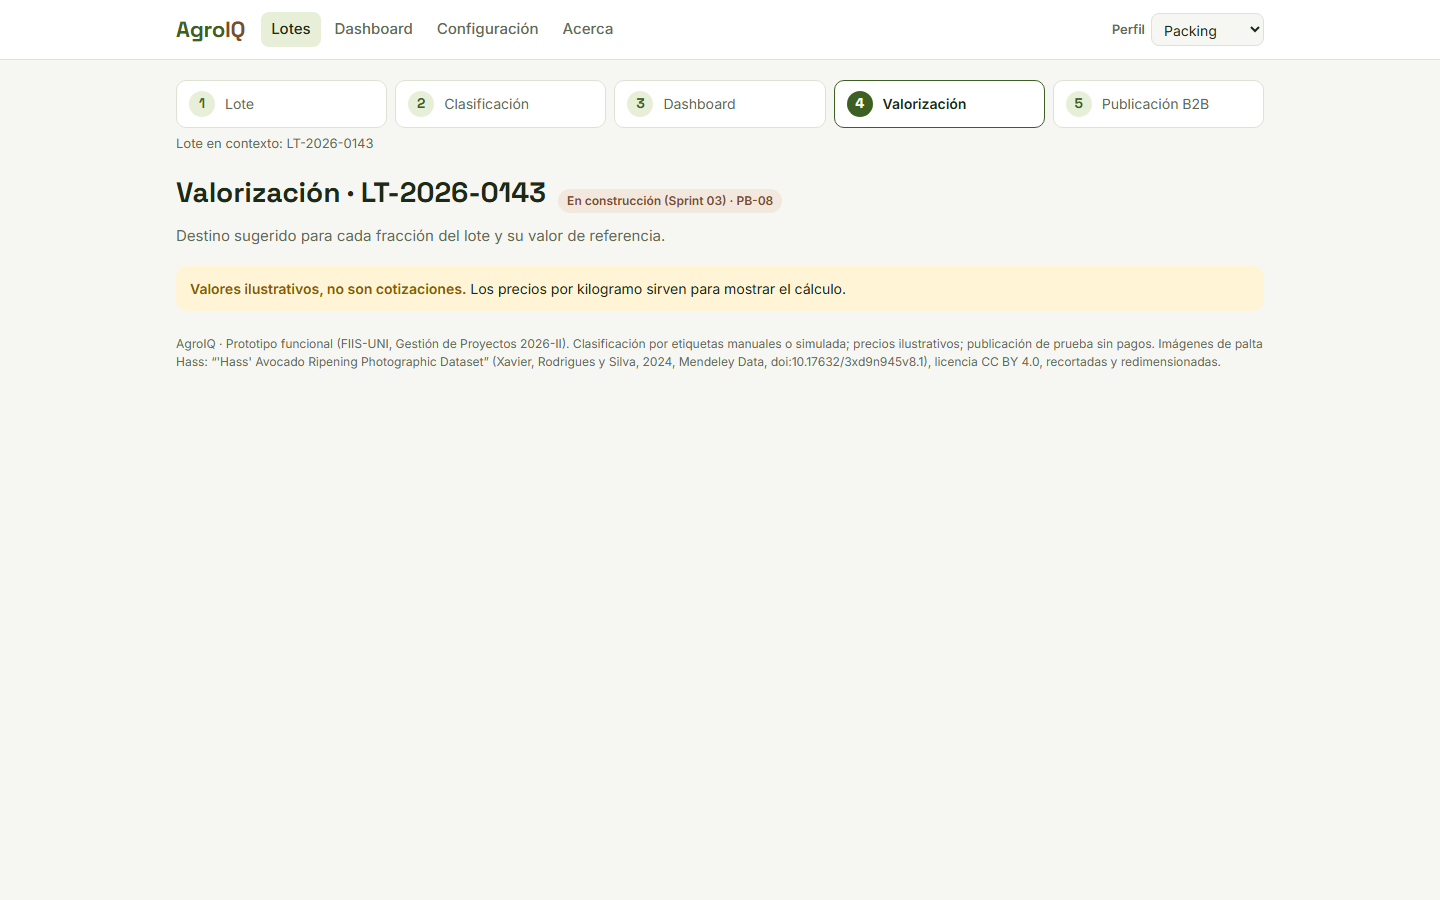 AgroIQ Lotes Dashboard Configuración Acerca Perfil Packing
1 Lote 2 Clasificación 3 Dashboard 4 Valorización 5 Publicación B2B
Lote en contexto: LT-2026-0143
Valorización · LT-2026-0143 En construcción (Sprint 03) · PB-08
Destino sugerido para cada fracción del lote y su valor de referencia.
Valores ilustrativos, no son cotizaciones. Los precios por kilogramo sirven para mostrar el cálculo.
AgroIQ · Prototipo funcional (FIIS-UNI, Gestión de Proyectos 2026-II). Clasificación por etiquetas manuales o simulada; precios ilustrativos; publicación de prueba sin pagos. Imágenes de palta
Hass: “'Hass' Avocado Ripening Photographic Dataset” (Xavier, Rodrigues y Silva, 2024, Mendeley Data, doi:10.17632/3xd9n945v8.1), licencia CC BY 4.0, recortadas y redimensionadas.